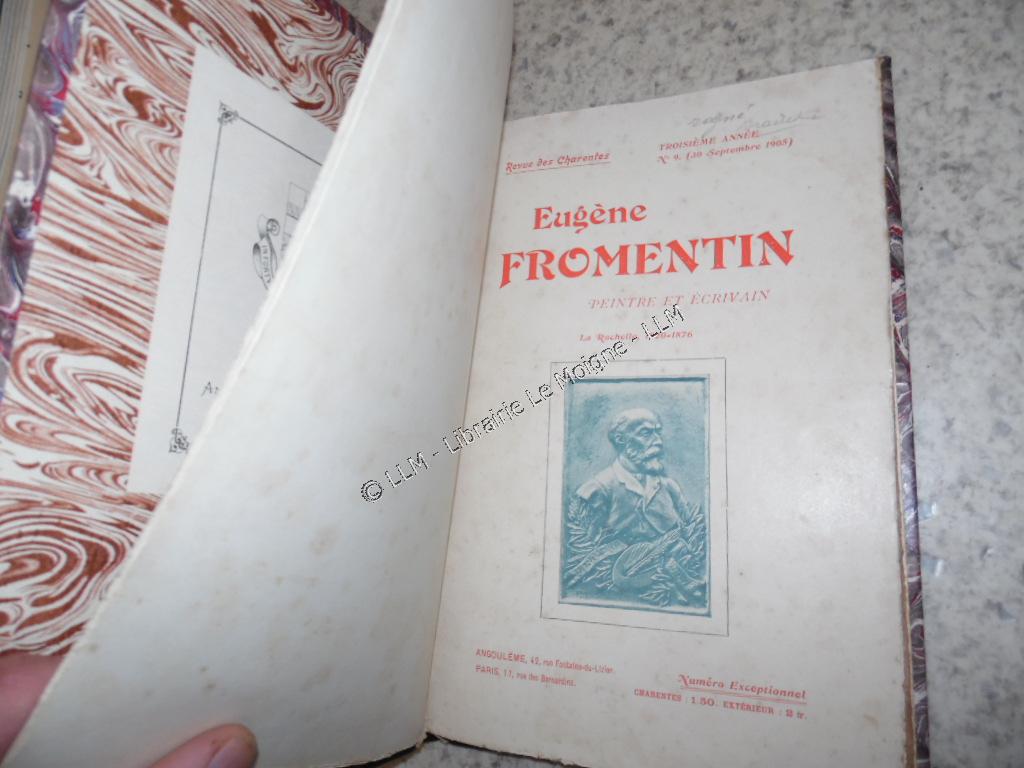 Revue des Charentes
TROISIÈME ANNÉE
N° 9. (30 Septembre 1905)
Eugène
FROMENTIN
PEINTRE ET ÉCRIVAIN
La Rochelle -1876
© LLM - Librairie Le Moigne - LLM
ANGOULÊME, 42, rue Fontaine-du-Lizier.
PARIS, 17, rue des Bernardins.
Numéro Exceptionnel
CHARENTES : 1.50. EXTÉRIEUR : 2 fr.